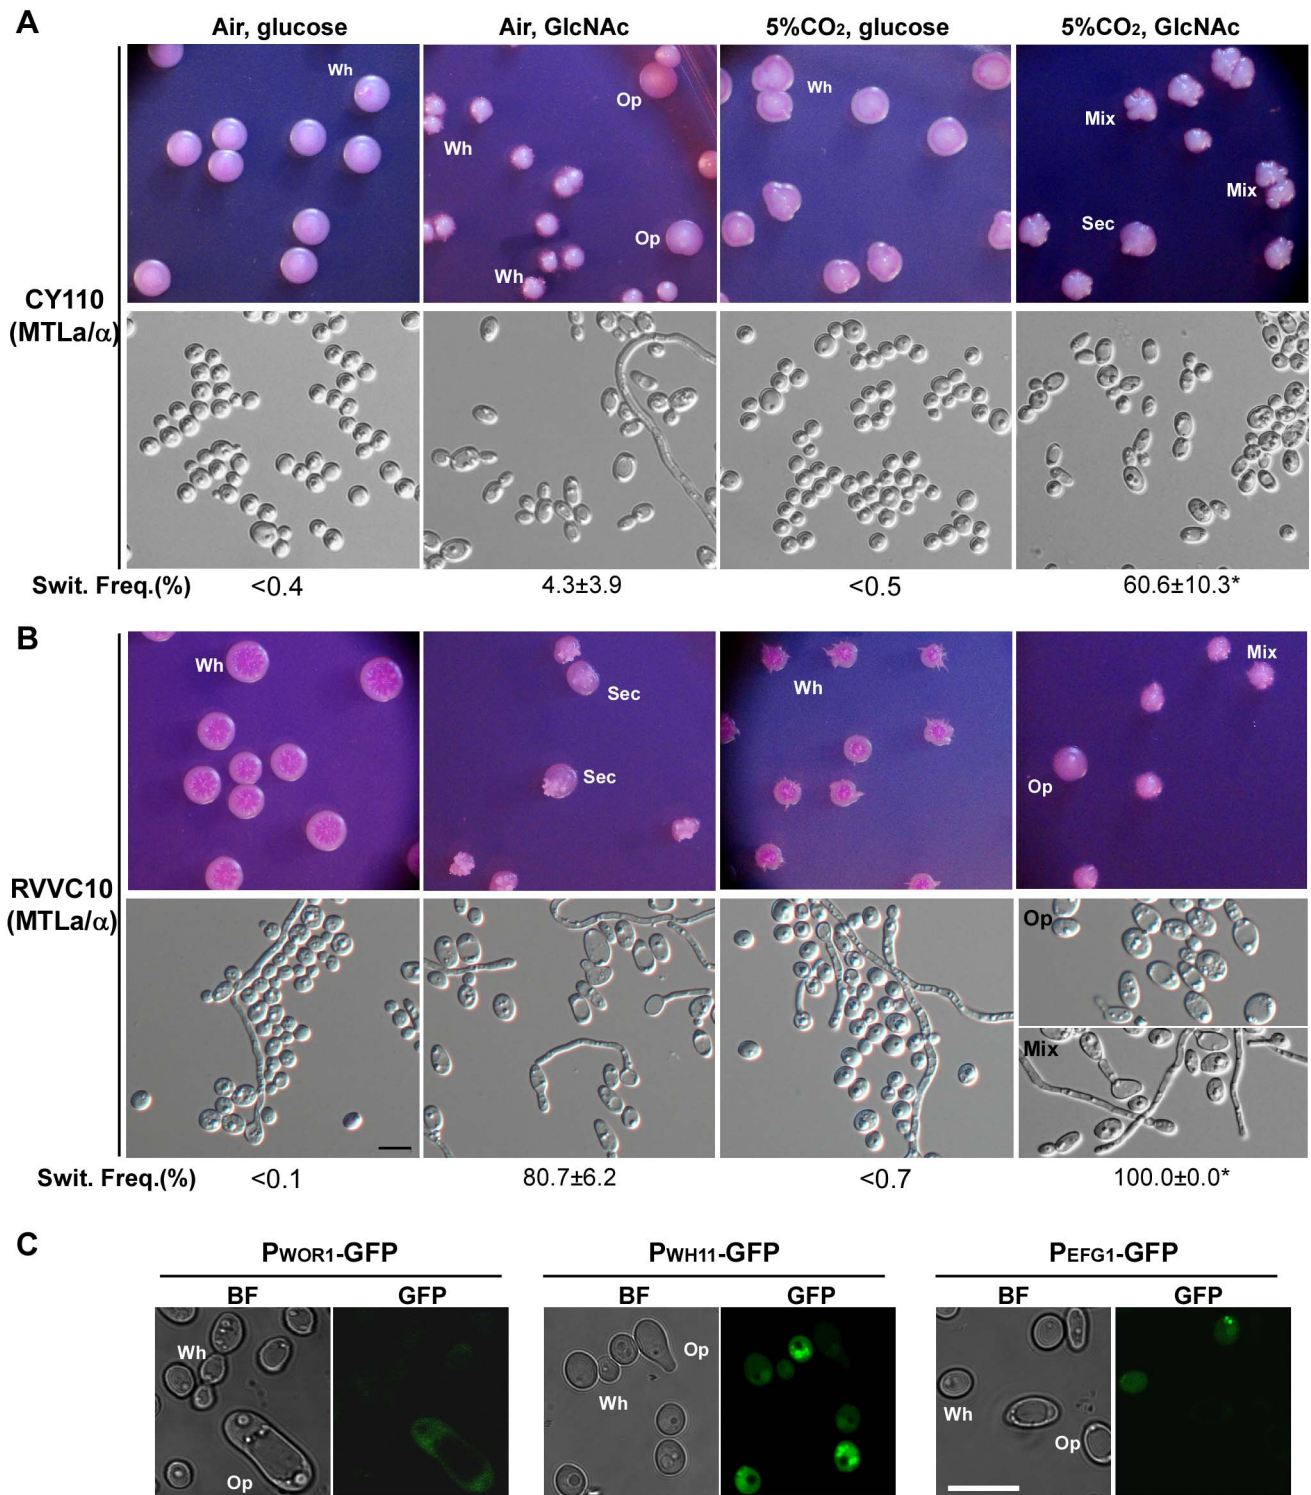 A
Air, glucose
Air, GlcNAc
5%CO2, glucose
5%CO2, GlcNAc
CY110
(MTLa/α)
Wh
Op
Wh
Op
Wh
Wh
Mix
Mix
Sec
Swit. Freq.(%)
<0.4
4.3±3.9
<0.5
60.6±10.3*
B
RVVC10
(MTLa/α)
Wh
Sec
Sec
Wh
Mix
Op
Op
Mix
Swit. Freq.(%)
<0.1
80.7±6.2
<0.7
100.0±0.0*
C
PWOR1-GFP
PWH11-GFP
PEFG1-GFP
BF
GFP
BF
GFP
BF
GFP
Wh
Op
Op
Wh
Wh
Op